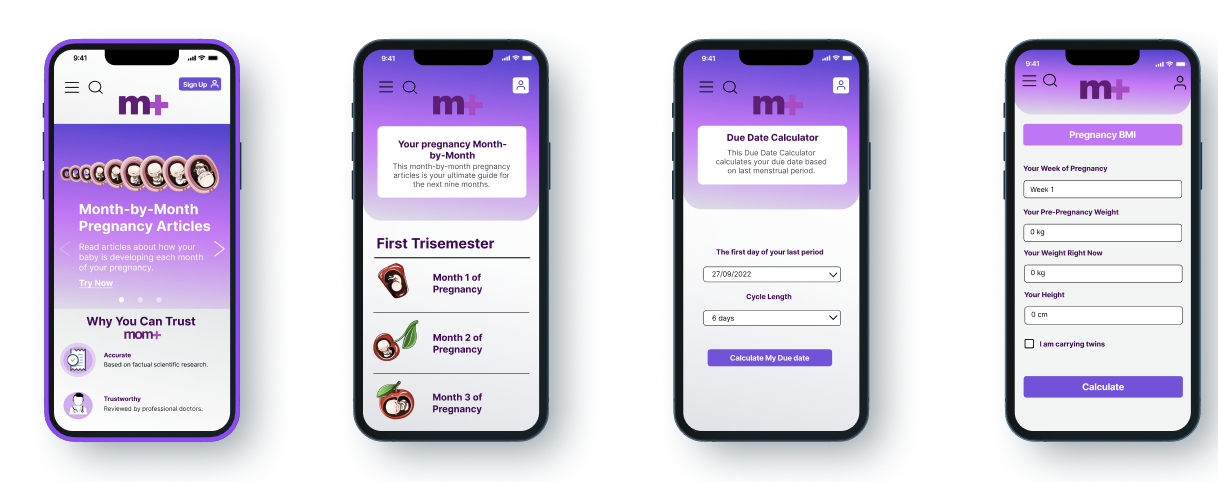 9:41
Sign Up
m+
Month-by-Month
Pregnancy Articles
Read articles about how your
baby is developing each month
of your pregnancy.
Try Now
Why You Can Trust
mom+
Accurate
Based on factual scientific research.
Trustworthy
Reviewed by professional doctors.
9:41
m+
Your pregnancy Month-
by-Month
This month-by-month pregnancy
articles is your ultimate guide for
the next nine months.
First Trisemester
Month 1 of
Pregnancy
Month 2 of
Pregnancy
Month 3 of
Pregnancy
9:41
m+
Due Date Calculator
This Due Date Calculator
calculates your due date based
on last menstrual period.
The first day of your last period
27/09/2022
Cycle Length
6 days
Calculate My Due date
9:41
m+
Pregnancy BMI
Your Week of Pregnancy
Week 1
Your Pre-Pregnancy Weight
0 kg
Your Weight Right Now
0 kg
Your Height
0 cm
I am carrying twins
Calculate